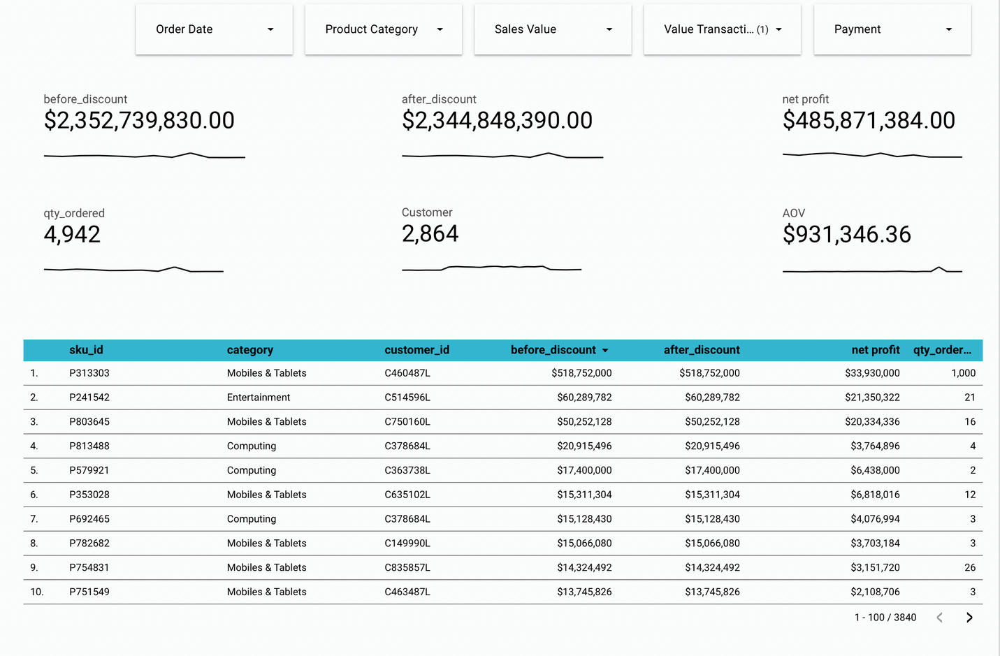 Order Date Product Category Sales Value Value Transacti... (1) Payment
before_discount after_discount net profit
$2,352,739,830.00 $2,344,848,390.00 $485,871,384.00
qty_ordered Customer AOV
4,942 2,864 $931,346.36
sku_id category customer_id before_discount after_discount net profit qty_order...
1. P313303 Mobiles & Tablets C460487L $518,752,000 $518,752,000 $33,930,000 1,000
2. P241542 Entertainment C514596L $60,289,782 $60,289,782 $21,350,322 21
3. P803645 Mobiles & Tablets C750160L $50,252,128 $50,252,128 $20,334,336 16
4. P813488 Computing C378684L $20,915,496 $20,915,496 $3,764,896 4
5. P579921 Computing C363738L $17,400,000 $17,400,000 $6,438,000 2
6. P353028 Mobiles & Tablets C635102L $15,311,304 $15,311,304 $6,818,016 12
7. P692465 Computing C378684L $15,128,430 $15,128,430 $4,076,994 3
8. P782682 Mobiles & Tablets C149990L $15,066,080 $15,066,080 $3,703,184 3
9. P754831 Mobiles & Tablets C835857L $14,324,492 $14,324,492 $3,151,720 26
10. P751549 Mobiles & Tablets C463487L $13,745,826 $13,745,826 $2,108,706 3
1 - 100 / 3840